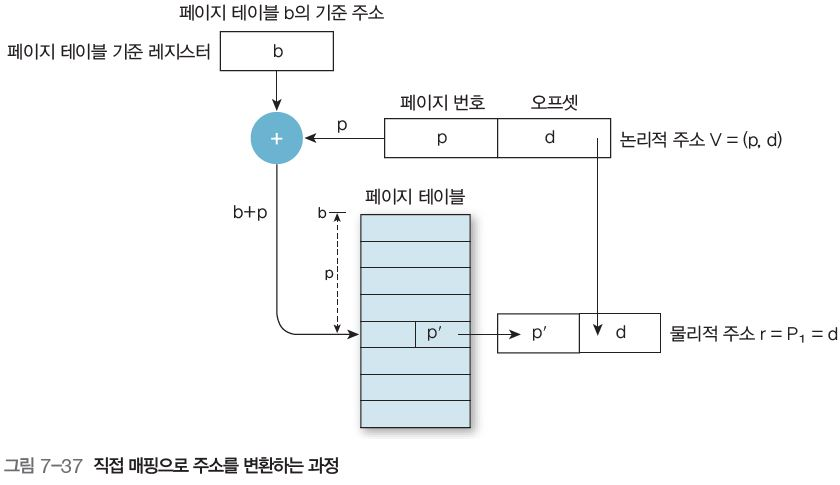 페이지 테이블 b의 기준 주소
페이지 테이블 기준 레지스터
b
페이지 번호
오프셋
+
p
p
d
논리적 주소 V = (p, d)
페이지 테이블
b+p
b
p
p′
p′
d
물리적 주소 r = P₁ = d
그림 7-37 직접 매핑으로 주소를 변환하는 과정